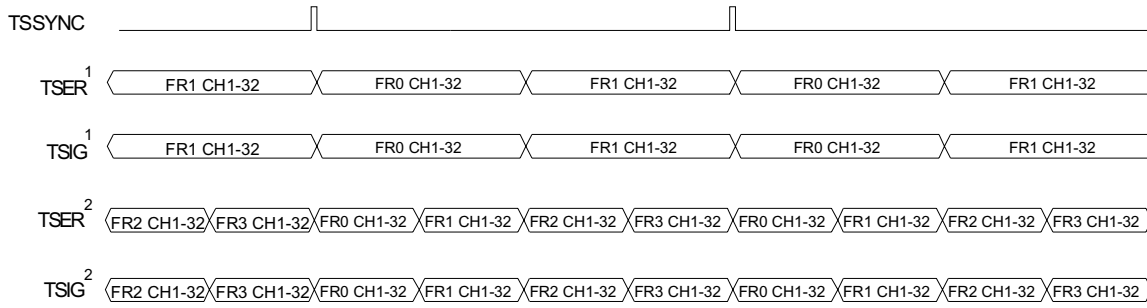 TSSYNC
TSER1 FR1 CH1-32 FR0 CH1-32 FR1 CH1-32 FR0 CH1-32 FR1 CH1-32
TSIG1 FR1 CH1-32 FR0 CH1-32 FR1 CH1-32 FR0 CH1-32 FR1 CH1-32
TSER2 FR2 CH1-32 FR3 CH1-32 FR0 CH1-32 FR1 CH1-32 FR2 CH1-32 FR3 CH1-32 FR0 CH1-32 FR1 CH1-32 FR2 CH1-32 FR3 CH1-32
TSIG2 FR2 CH1-32 FR3 CH1-32 FR0 CH1-32 FR1 CH1-32 FR2 CH1-32 FR3 CH1-32 FR0 CH1-32 FR1 CH1-32 FR2 CH1-32 FR3 CH1-32